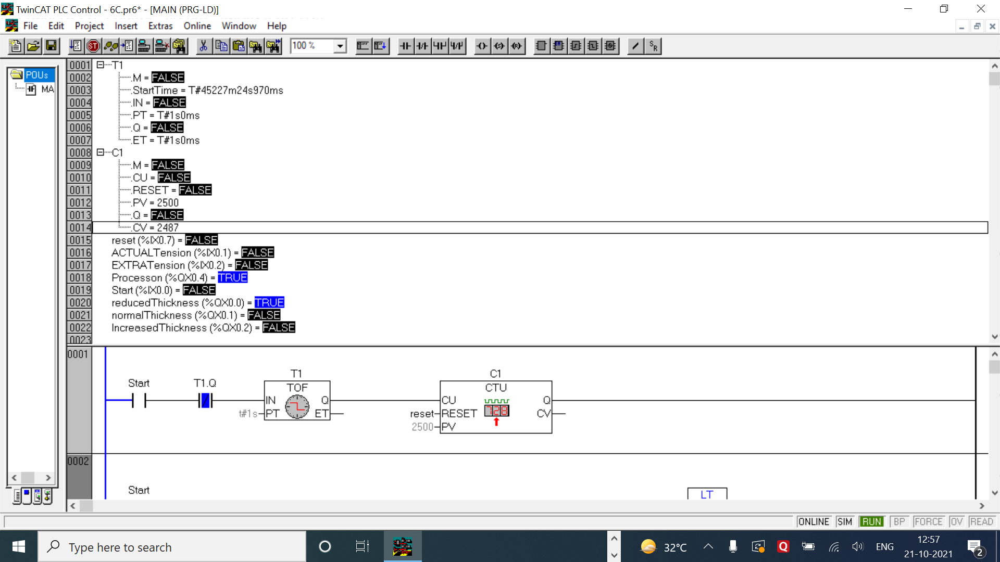 TwinCAT PLC Control - 6C.pr6* - [MAIN (PRG-LD)]
File Edit Project Insert Extras Online Window Help
100 %
POUs
MA
0001 T1
0002 .M = FALSE
0003 .StartTime = T#45227m24s970ms
0004 .IN = FALSE
0005 .PT = T#1s0ms
0006 .Q = FALSE
0007 .ET = T#1s0ms
0008 C1
0009 .M = FALSE
0010 .CU = FALSE
0011 .RESET = FALSE
0012 .PV = 2500
0013 .Q = FALSE
0014 .CV = 2487
0015 reset (%IX0.7) = FALSE
0016 ACTUALTension (%IX0.1) = FALSE
0017 EXTRATension (%IX0.2) = FALSE
0018 Processon (%QX0.4) = TRUE
0019 Start (%IX0.0) = FALSE
0020 reducedThickness (%QX0.0) = TRUE
0021 normalThickness (%QX0.1) = FALSE
0022 IncreasedThickness (%QX0.2) = FALSE
0023
0001
T1 C1
Start T1.Q TOF CTU
IN Q CU Q
t#1s PT ET reset RESET 728 CV
2500 PV
0002
Start
LT
ONLINE SIM RUN BP FORCE OV READ
Type here to search
32°C ENG
12:57
21-10-2021
2